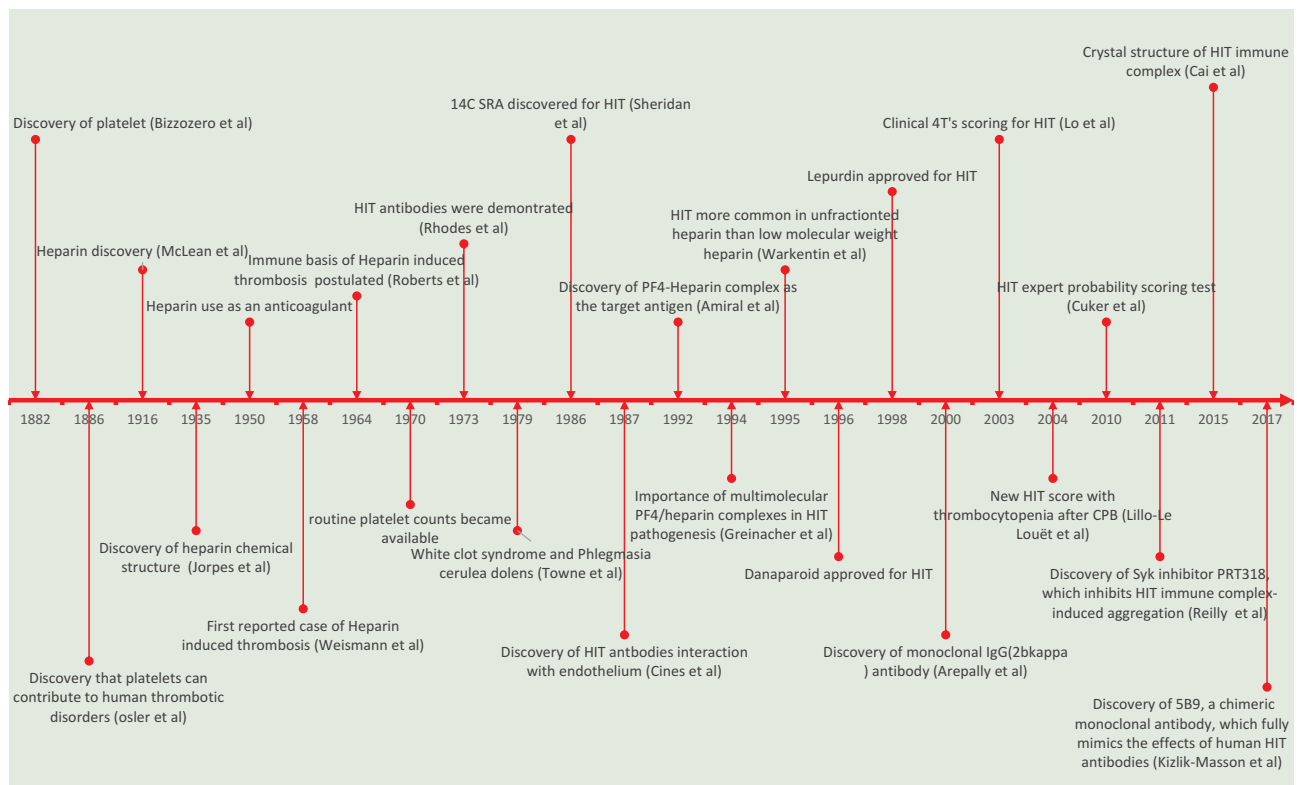 Crystal structure of HIT immune
complex (Cai et al)
14C SRA discovered for HIT (Sheridan
et al)
Discovery of platelet (Bizzozero et al)
Clinical 4T's scoring for HIT (Lo et al)
Lepurdin approved for HIT
HIT antibodies were demontrated
(Rhodes et al)
HIT more common in unfractionted
heparin than low molecular weight
heparin (Warkentin et al)
Heparin discovery (McLean et al)
Immune basis of Heparin induced
thrombosis postulated (Roberts et al)
Discovery of PF4-Heparin complex as
the target antigen (Amiral et al)
HIT expert probability scoring test
(Cuker et al)
Heparin use as an anticoagulant
1882 1886 1916 1935 1950 1958 1964 1970 1973 1979 1986 1987 1992 1994 1995 1996 1998 2000 2003 2004 2010 2011 2015 2017
Importance of multimolecular
PF4/heparin complexes in HIT
pathogenesis (Greinacher et al)
New HIT score with
thrombocytopenia after CPB (Lillo-Le
Louët et al)
routine platelet counts became
available
Discovery of heparin chemical
structure (Jorpes et al)
White clot syndrome and Phlegmasia
cerulea dolens (Towne et al)
Danaparoid approved for HIT
Discovery of Syk inhibitor PRT318,
which inhibits HIT immune complex-
induced aggregation (Reilly et al)
First reported case of Heparin
induced thrombosis (Weismann et al)
Discovery of HIT antibodies interaction
with endothelium (Cines et al)
Discovery of monoclonal IgG(2bkappa
) antibody (Arepally et al)
Discovery that platelets can
contribute to human thrombotic
disorders (osler et al)
Discovery of 5B9, a chimeric
monoclonal antibody, which fully
mimics the effects of human HIT
antibodies (Kizlik-Masson et al)